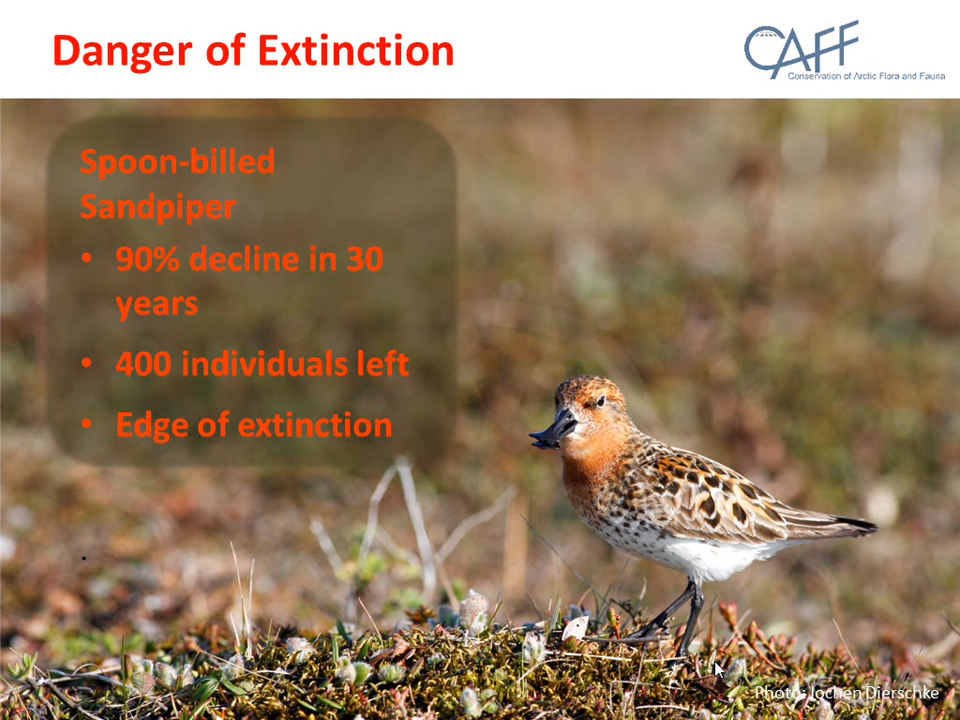 Danger of Extinction
CAFF
Conservation of Arctic Flora and Fauna
Spoon-billed
Sandpiper
• 90% decline in 30
years
• 400 individuals left
• Edge of extinction
Photo: Jochen Dierschke